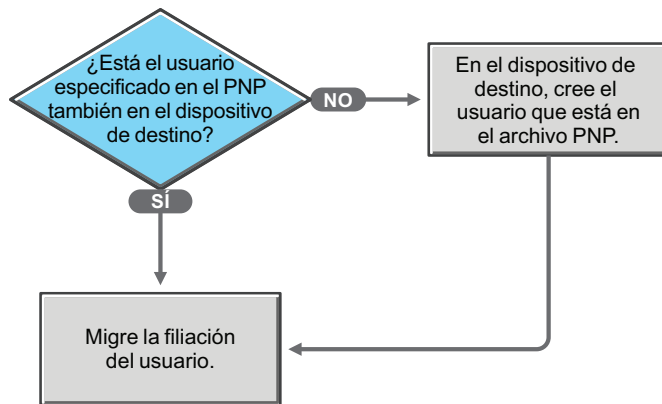 ¿Está el usuario
especificado en el PNP
también en el dispositivo
de destino?
NO
En el dispositivo de
destino, cree el
usuario que está en
el archivo PNP.
SÍ
Migre la filiación
del usuario.